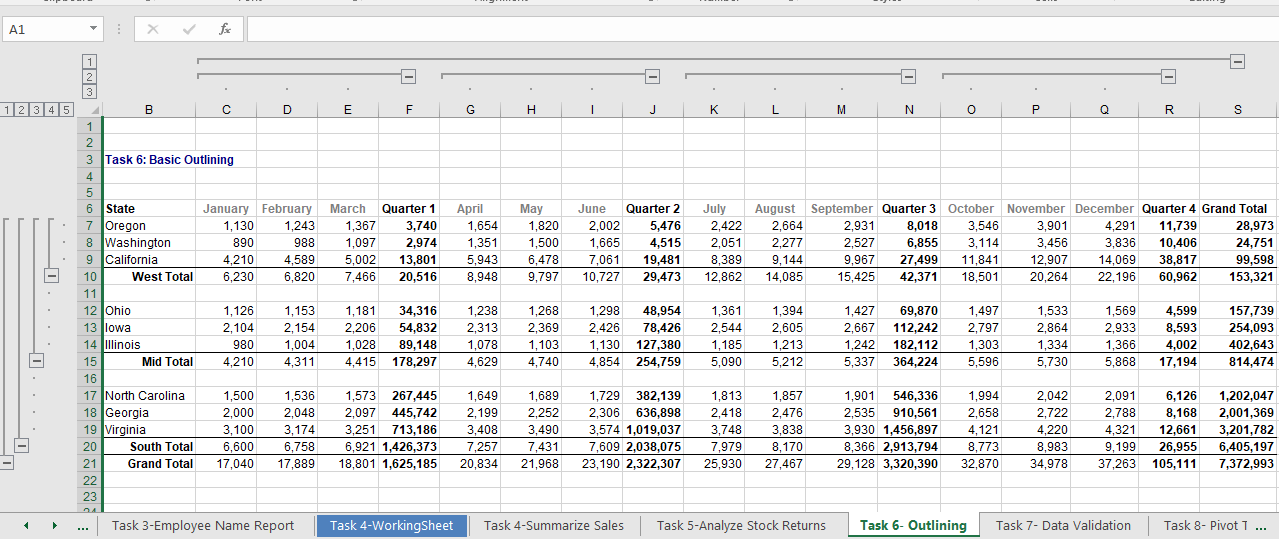 A1
fx
1
2
3
1 2 3 4 5
B C D E F G H I J K L M N O P Q R S
1
2
3 Task 6: Basic Outlining
4
5
6 State January February March Quarter 1 April May June Quarter 2 July August September Quarter 3 October November December Quarter 4 Grand Total
7 Oregon 1,130 1,243 1,367 3,740 1,654 1,820 2,002 5,476 2,422 2,664 2,931 8,018 3,546 3,901 4,291 11,739 28,973
8 Washington 890 988 1,097 2,974 1,351 1,500 1,665 4,515 2,051 2,277 2,527 6,855 3,114 3,456 3,836 10,406 24,751
9 California 4,210 4,589 5,002 13,801 5,943 6,478 7,061 19,481 8,389 9,144 9,967 27,499 11,841 12,907 14,069 38,817 99,598
10 West Total 6,230 6,820 7,466 20,516 8,948 9,797 10,727 29,473 12,862 14,085 15,425 42,371 18,501 20,264 22,196 60,962 153,321
11
12 Ohio 1,126 1,153 1,181 34,316 1,238 1,268 1,298 48,954 1,361 1,394 1,427 69,870 1,497 1,533 1,569 4,599 157,739
13 Iowa 2,104 2,154 2,206 54,832 2,313 2,369 2,426 78,426 2,544 2,605 2,667 112,242 2,797 2,864 2,933 8,593 254,093
14 Illinois 980 1,004 1,028 89,148 1,078 1,103 1,130 127,380 1,185 1,213 1,242 182,112 1,303 1,334 1,366 4,002 402,643
15 Mid Total 4,210 4,311 4,415 178,297 4,629 4,740 4,854 254,759 5,090 5,212 5,337 364,224 5,596 5,730 5,868 17,194 814,474
16
17 North Carolina 1,500 1,536 1,573 267,445 1,649 1,689 1,729 382,139 1,813 1,857 1,901 546,336 1,994 2,042 2,091 6,126 1,202,047
18 Georgia 2,000 2,048 2,097 445,742 2,199 2,252 2,306 636,898 2,418 2,476 2,535 910,561 2,658 2,722 2,788 8,168 2,001,369
19 Virginia 3,100 3,174 3,251 713,186 3,408 3,490 3,574 1,019,037 3,748 3,838 3,930 1,456,897 4,121 4,220 4,321 12,661 3,201,782
20 South Total 6,600 6,758 6,921 1,426,373 7,257 7,431 7,609 2,038,075 7,979 8,170 8,366 2,913,794 8,773 8,983 9,199 26,955 6,405,197
21 Grand Total 17,040 17,889 18,801 1,625,185 20,834 21,968 23,190 2,322,307 25,930 27,467 29,128 3,320,390 32,870 34,978 37,263 105,111 7,372,993
22
23
... Task 3-Employee Name Report Task 4-WorkingSheet Task 4-Summarize Sales Task 5-Analyze Stock Returns Task 6- Outlining Task 7- Data Validation Task 8- Pivot ...